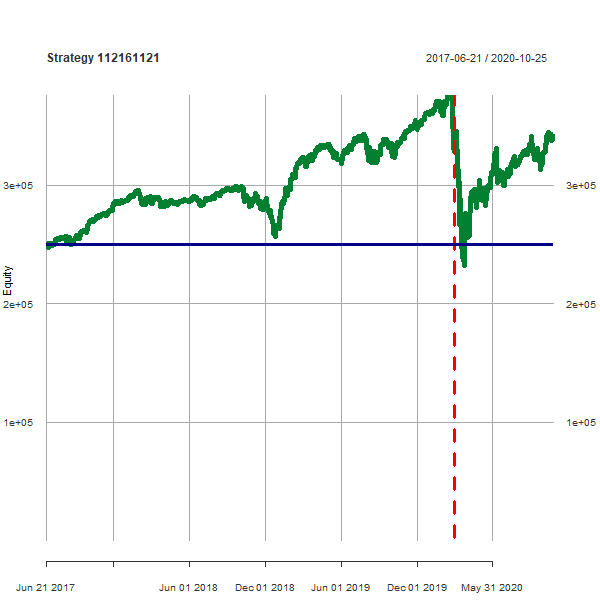 Strategy 112161121
2017-06-21 / 2020-10-25
3e+05
3e+05
Equity
2e+05
2e+05
1e+05
1e+05
Jun 21 2017
Jun 01 2018
Dec 01 2018
Jun 01 2019
Dec 01 2019
May 31 2020